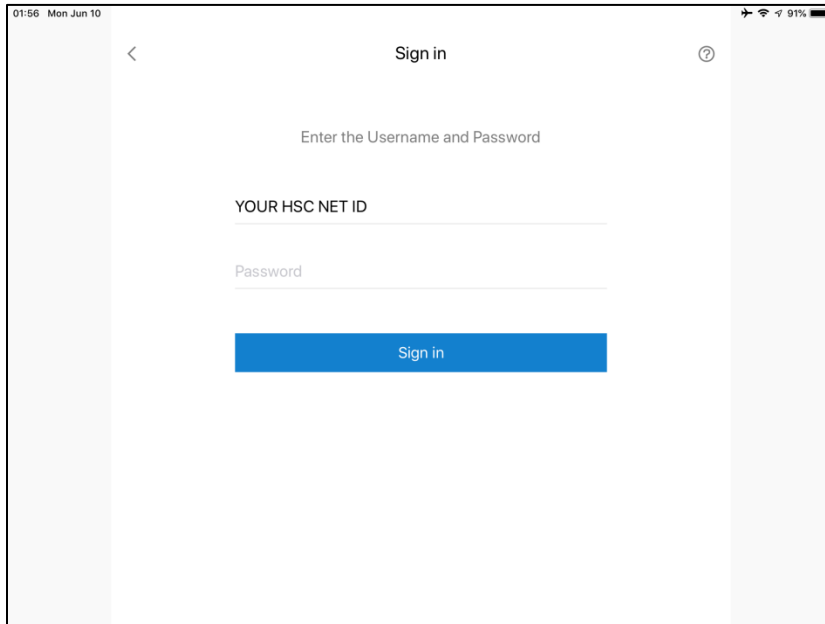 01:56 Mon Jun 10 91%
Sign in
Enter the Username and Password
YOUR HSC NET ID
Password
Sign in